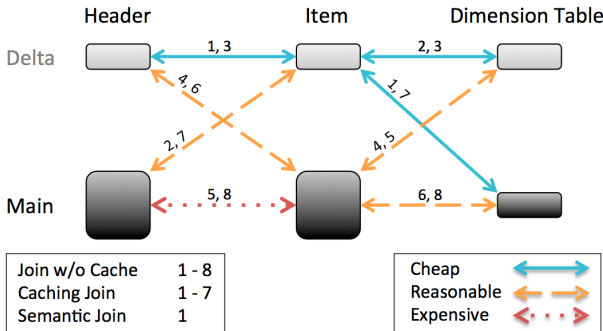 Header Item Dimension Table
Delta
1, 3
2, 3
4, 6
1, 7
2, 7
4, 5
Main
5, 8
6, 8
Join w/o Cache 1 - 8
Caching Join 1 - 7
Semantic Join 1
Cheap
Reasonable
Expensive